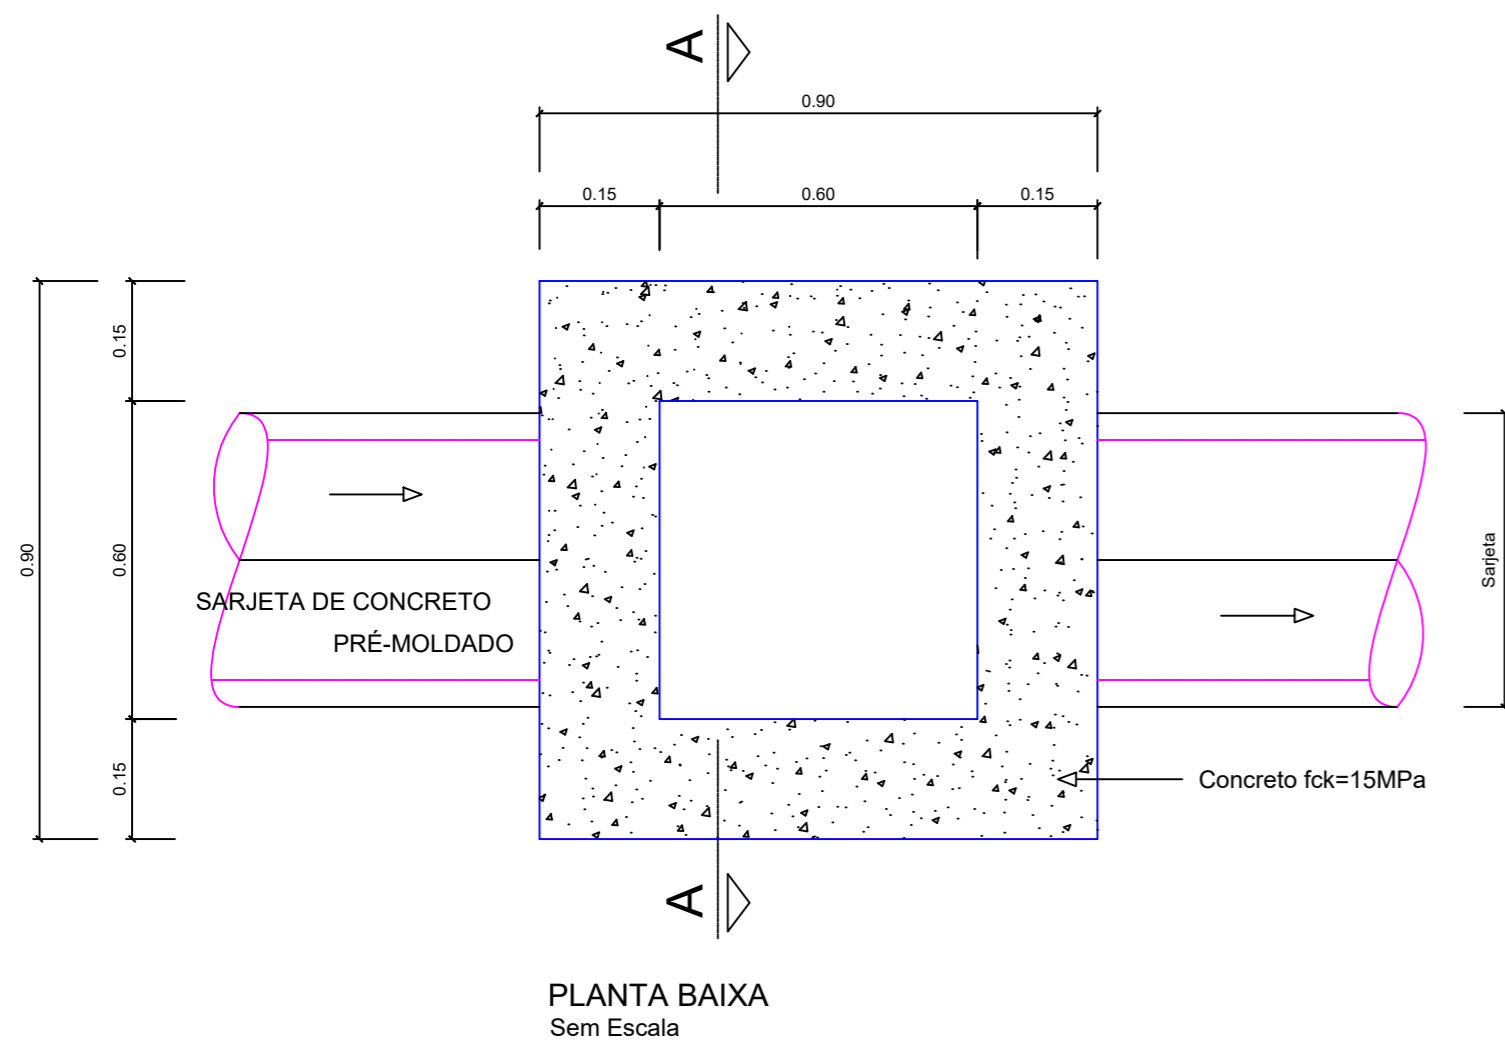 A
0.90
0.15
0.60
0.15
0.90
0.15
0.60
0.15
SARJETA DE CONCRETO
PRÉ-MOLDADO
Sarjeta
Concreto fck=15MPa
A
PLANTA BAIXA
Sem Escala